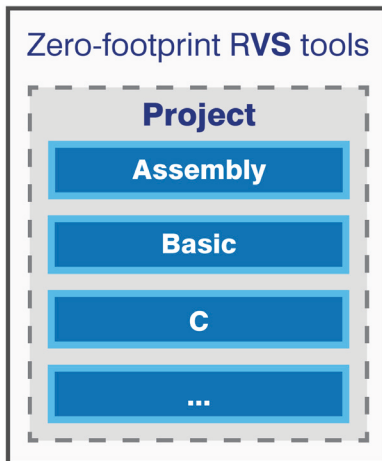 Zero-footprint RVS tools
Project
Assembly
Basic
C
...